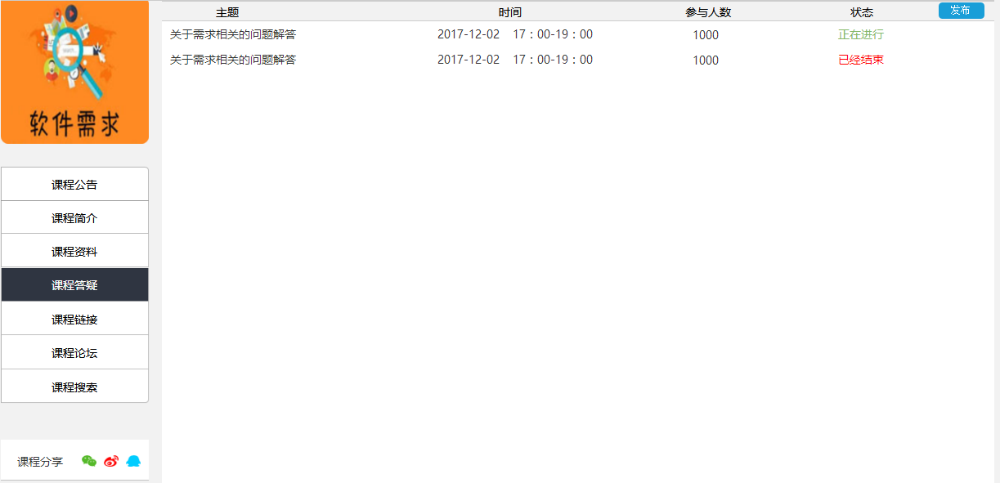 软件需求
课程公告
课程简介
课程资料
课程答疑
课程链接
课程论坛
课程搜索
课程分享
主题 时间 参与人数 状态 发布
关于需求相关的问题解答 2017-12-02 17：00-19：00 1000 正在进行
关于需求相关的问题解答 2017-12-02 17：00-19：00 1000 已经结束